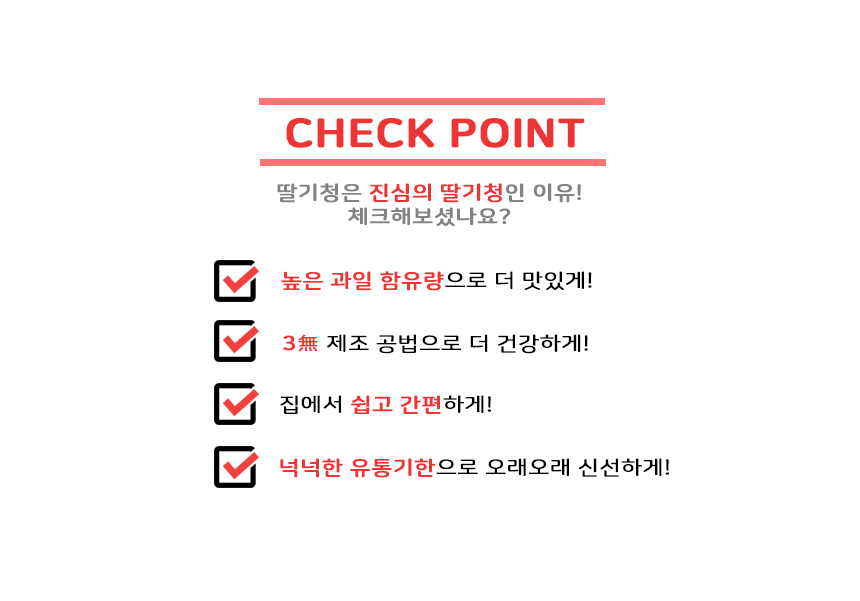 CHECK POINT
딸기청은 진심의 딸기청인 이유!
체크해보셨나요?
높은 과일 함유량으로 더 맛있게!
3無 제조 공법으로 더 건강하게!
집에서 쉽고 간편하게!
넉넉한 유통기한으로 오래오래 신선하게!